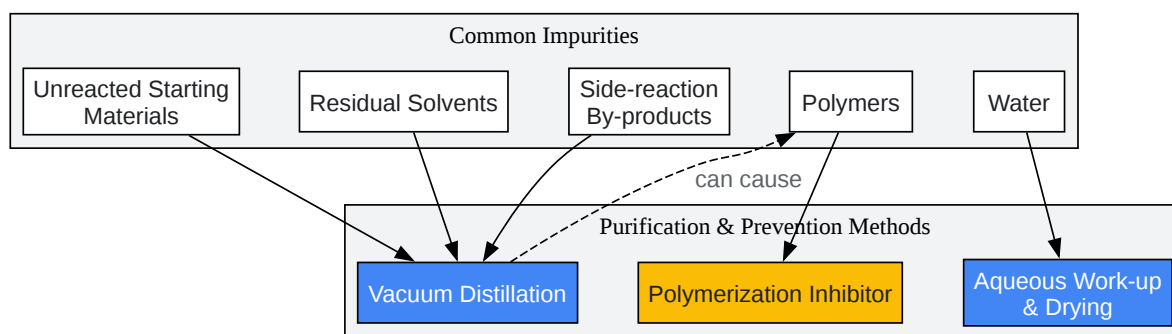 Common Impurities
Unreacted Starting
Materials
Residual Solvents
Side-reaction
By-products
Polymers
Water
can cause
Purification & Prevention Methods
Vacuum Distillation
Polymerization Inhibitor
Aqueous Work-up
& Drying